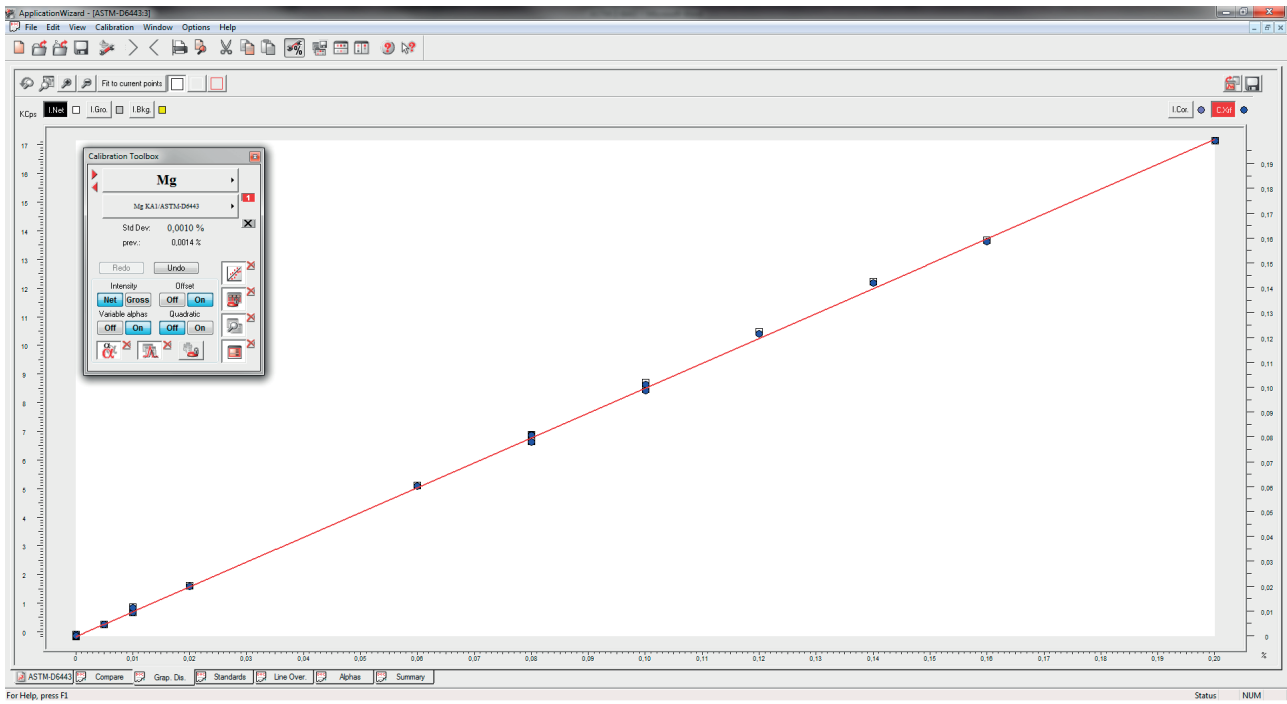 ApplicationWizard - [ASTM-D6443:3]
File Edit View Calibration Window Options Help
Fit to current points
KCps I.Net I.Gro. I.Bkg. I.Cor. C.Xrf
Calibration Toolbox
Mg
Mg KA1/ASTM-D6443
1
Std Dev: 0,0010 %
prev.: 0,0014 %
Redo Undo
Intensity Offset
Net Gross Off On
Variable alphas Quadratic
Off On Off On
17
16
15
14
13
12
11
10
9
8
7
6
5
4
3
2
1
0
0,19
0,18
0,17
0,16
0,15
0,14
0,13
0,12
0,11
0,10
0,09
0,08
0,07
0,06
0,05
0,04
0,03
0,02
0,01
0
0 0,01 0,02 0,03 0,04 0,05 0,06 0,07 0,08 0,09 0,10 0,11 0,12 0,13 0,14 0,15 0,16 0,17 0,18 0,19 0,20 %
ASTM-D6443 Compare Grap. Dis. Standards Line Over. Alphas Summary
For Help, press F1 Status NUM